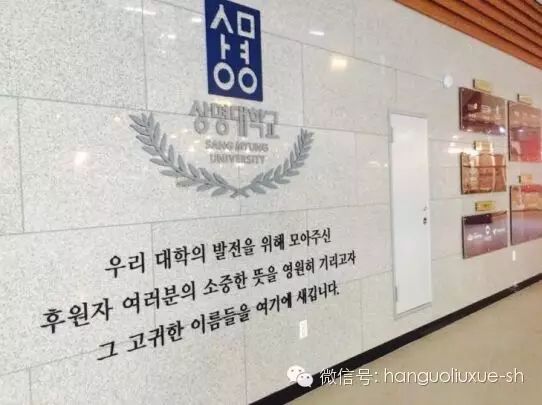 상명
상명대학교
SANG MYUNG
UNIVERSITY
우리 대학의 발전을 위해 모아주신
후원자 여러분의 소중한 뜻을 영원히 기리고자
그 고귀한 이름들을 여기에 새깁니다.
微信号: hanguoliuxue-sh